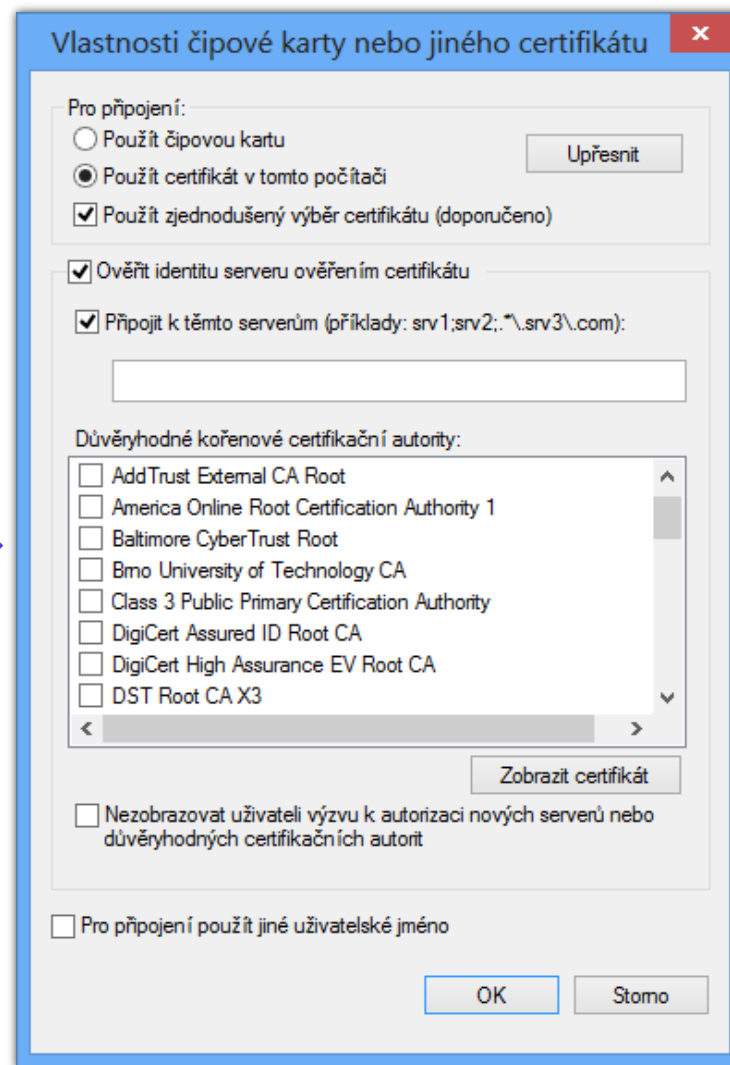 Vlastnosti čipové karty nebo jiného certifikátu
Pro připojení:
Použít čipovou kartu
Upřesnit
Použít certifikát v tomto počítači
Použít zjednodušený výběr certifikátu (doporučeno)
Ověřit identitu serveru ověřením certifikátu
Připojit k těmto serverům (příklady: srv1;srv2;.*\.srv3\.com):
Důvěryhodné kořenové certifikační autority:
AddTrust External CA Root
America Online Root Certification Authority 1
Baltimore CyberTrust Root
Brno University of Technology CA
Class 3 Public Primary Certification Authority
DigiCert Assured ID Root CA
DigiCert High Assurance EV Root CA
DST Root CA X3
Zobrazit certifikát
Nezobrazovat uživateli výzvu k autorizaci nových serverů nebo
důvěryhodných certifikačních autorit
Pro připojení použít jiné uživatelské jméno
OK
Storno